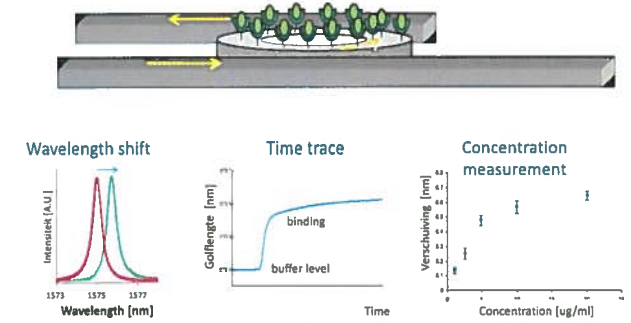 Wavelength shift
Time trace
Concentration
measurement
Intensiteit [A.U.]
1573
1575
1577
Wavelength [nm]
Golflengte [nm]
binding
buffer level
Time
Verschuiving [nm]
0
Concentration [ug/ml]